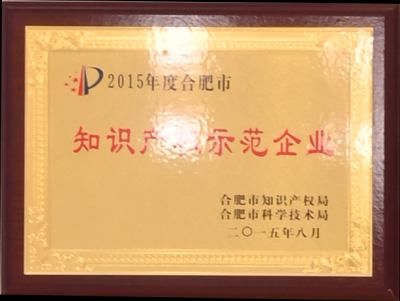 2015年度合肥市
知识产权示范企业
合肥市知识产权局
合肥市科学技术局
二〇一五年八月